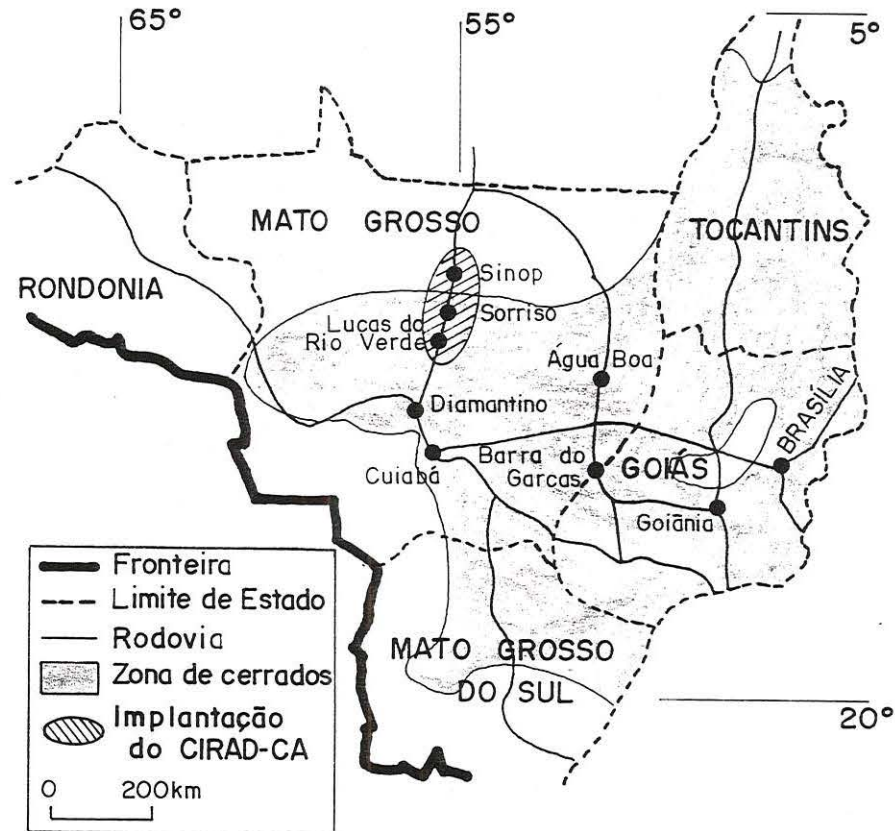 65°
55°
5°
MATO GROSSO
TOCANTINS
RONDONIA
Sinop
Sorriso
Lucas do
Rio Verde
Água Boa
Diamantino
BRASÍLIA
Cuiabá
Barra do
Garcas
GOIÁS
Goiânia
Fronteira
Limite de Estado
Rodovia
Zona de cerrados
Implantação
do CIRAD-CA
0 200km
MATO GROSSO
DO SUL
20°